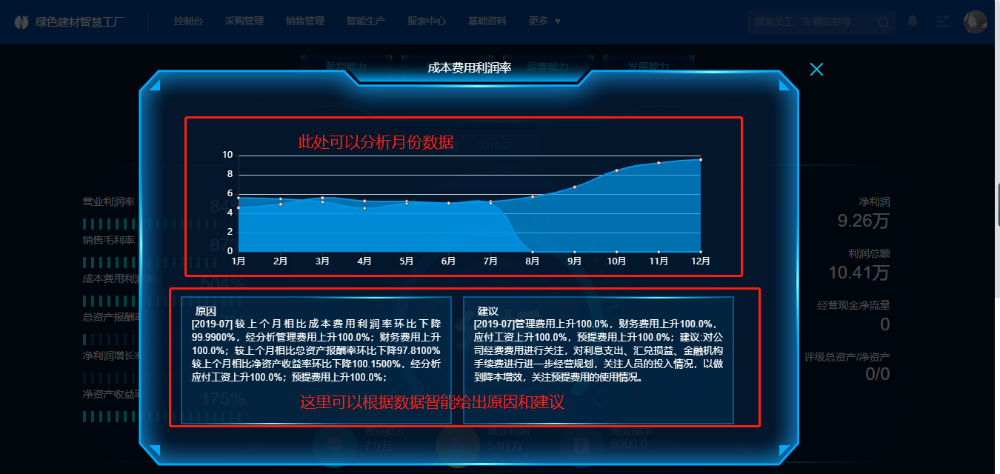 绿色建材智慧工厂
控制台 采购管理 销售管理 智能生产 报表中心 基础资料 更多
搜索员工，车辆信息等
盈利能力 成本费用利润率 运营能力 发展能力
此处可以分析月份数据
2019-07
10
8
6
4
2
0
1月 2月 3月 4月 5月 6月 7月 8月 9月 10月 11月 12月
营业利润率 84%
销售毛利率 87%
成本费用利润率 504%
总资产报酬率
净利润增长率
净资产收益率 175%
净利润
9.26万
利润总额
10.41万
经营现金净流量
0
评级总资产/净资产
0/0
原因
[2019-07]较上个月相比成本费用利润率环比下降
99.9900%，经分析管理费用上升100.0%；财务费用上升
100.0%；较上个月相比总资产报酬率环比下降97.8100%
较上个月相比净资产收益率环比下降100.1500%，经分析
应付工资上升100.0%；预提费用上升100.0%；
建议
[2019-07]管理费用上升100.0%，财务费用上升100.0%，
应付工资上升100.0%，预提费用上升100.0%；建议:对公
司经费费用进行关注，对利息支出、汇兑损益、金融机构
手续费进行进一步经营规划，关注人员的投入情况，以做
到降本增效，关注预提费用的使用情况。
这里可以根据数据智能给出原因和建议
营业收入 营业利润 营业成本
7.0万 5.91万 6000.0